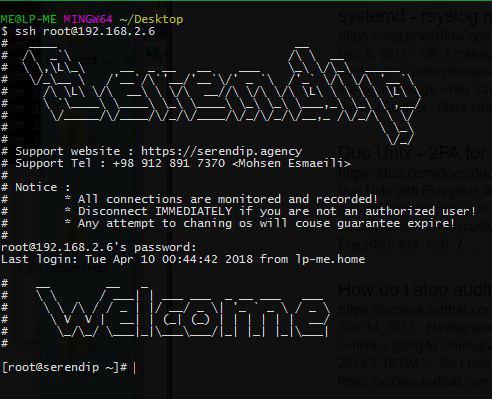 ME@LP-ME MINGW64 ~/Desktop
$ ssh root@192.168.2.6
# Serendip
#
# Support website : https://serendip.agency
# Support Tel : +98 912 891 7370 <Mohsen Esmaeili>
#
# Notice :
# * All connections are monitored and recorded!
# * Disconnect IMMEDIATELY if you are not an authorized user!
# * Any attempt to chaning os will couse guarantee expire!
#
root@192.168.2.6's password:
Last login: Tue Apr 10 00:44:42 2018 from lp-me.home
# welcome
#
[root@serendip ~]#
systemd - rsyslog
https://stackoverflow.com
Dec 8, 2017 - OK, I
More info
Duo Unix - 2FA for
https://duo.com/docs/
Duo Unix with Pluggable
FreeBSD, AIX, 5, 6, 7
How do I stop
https://access.redhat.com/
Sep 14, 2017 - Having said
continue going to /var/log/
2013 7:18 PM ... So I
https://access.redhat.com/